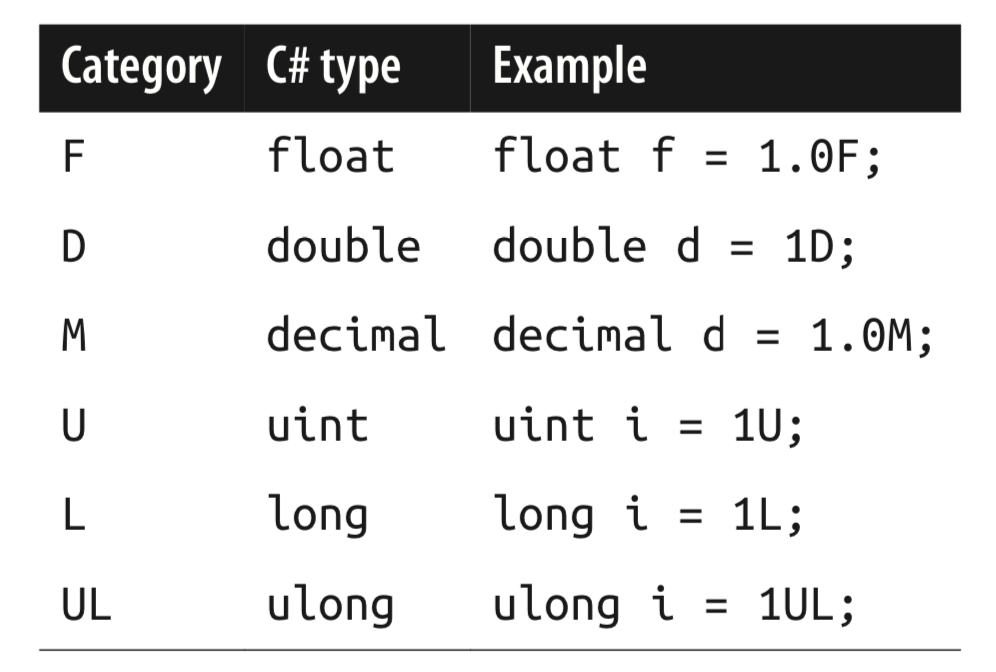 Category C# type Example
F float float f = 1.0F;
D double double d = 1D;
M decimal decimal d = 1.0M;
U uint uint i = 1U;
L long long i = 1L;
UL ulong ulong i = 1UL;